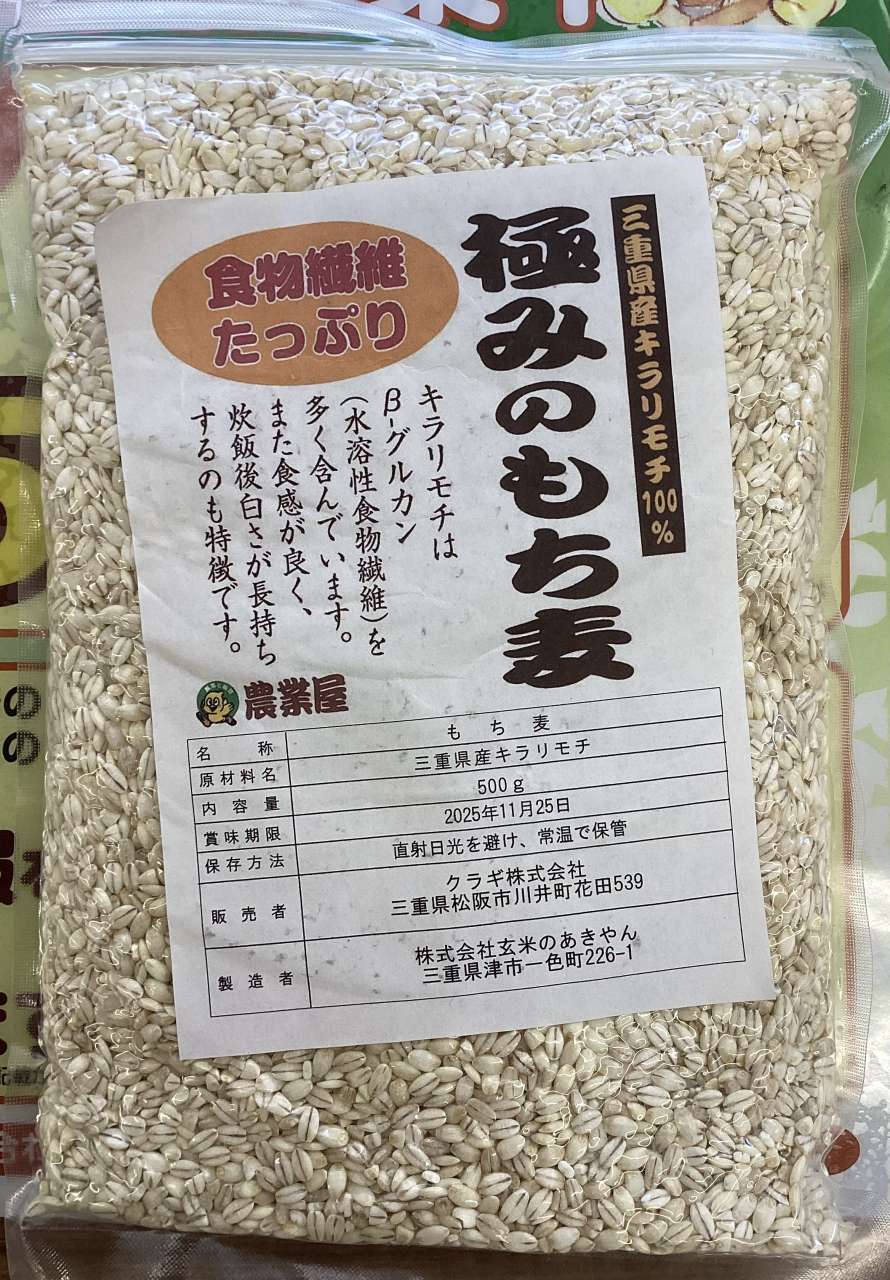 三重県産キラリモチ100%
極みのもち麦
食物繊維
たっぷり
キラリモチは
β-グルカン
(水溶性食物繊維)を
多く含んでいます。
また食感が良く、
炊飯後白さが長持ち
するのも特徴です。
農業屋
名称 もち麦
原材料名 三重県産キラリモチ
内容量 500g
賞味期限 2025年11月25日
保存方法 直射日光を避け、常温で保管
販売者 クラギ株式会社
三重県松阪市川井町花田539
製造者 株式会社玄米のあきやん
三重県津市一色町226-1